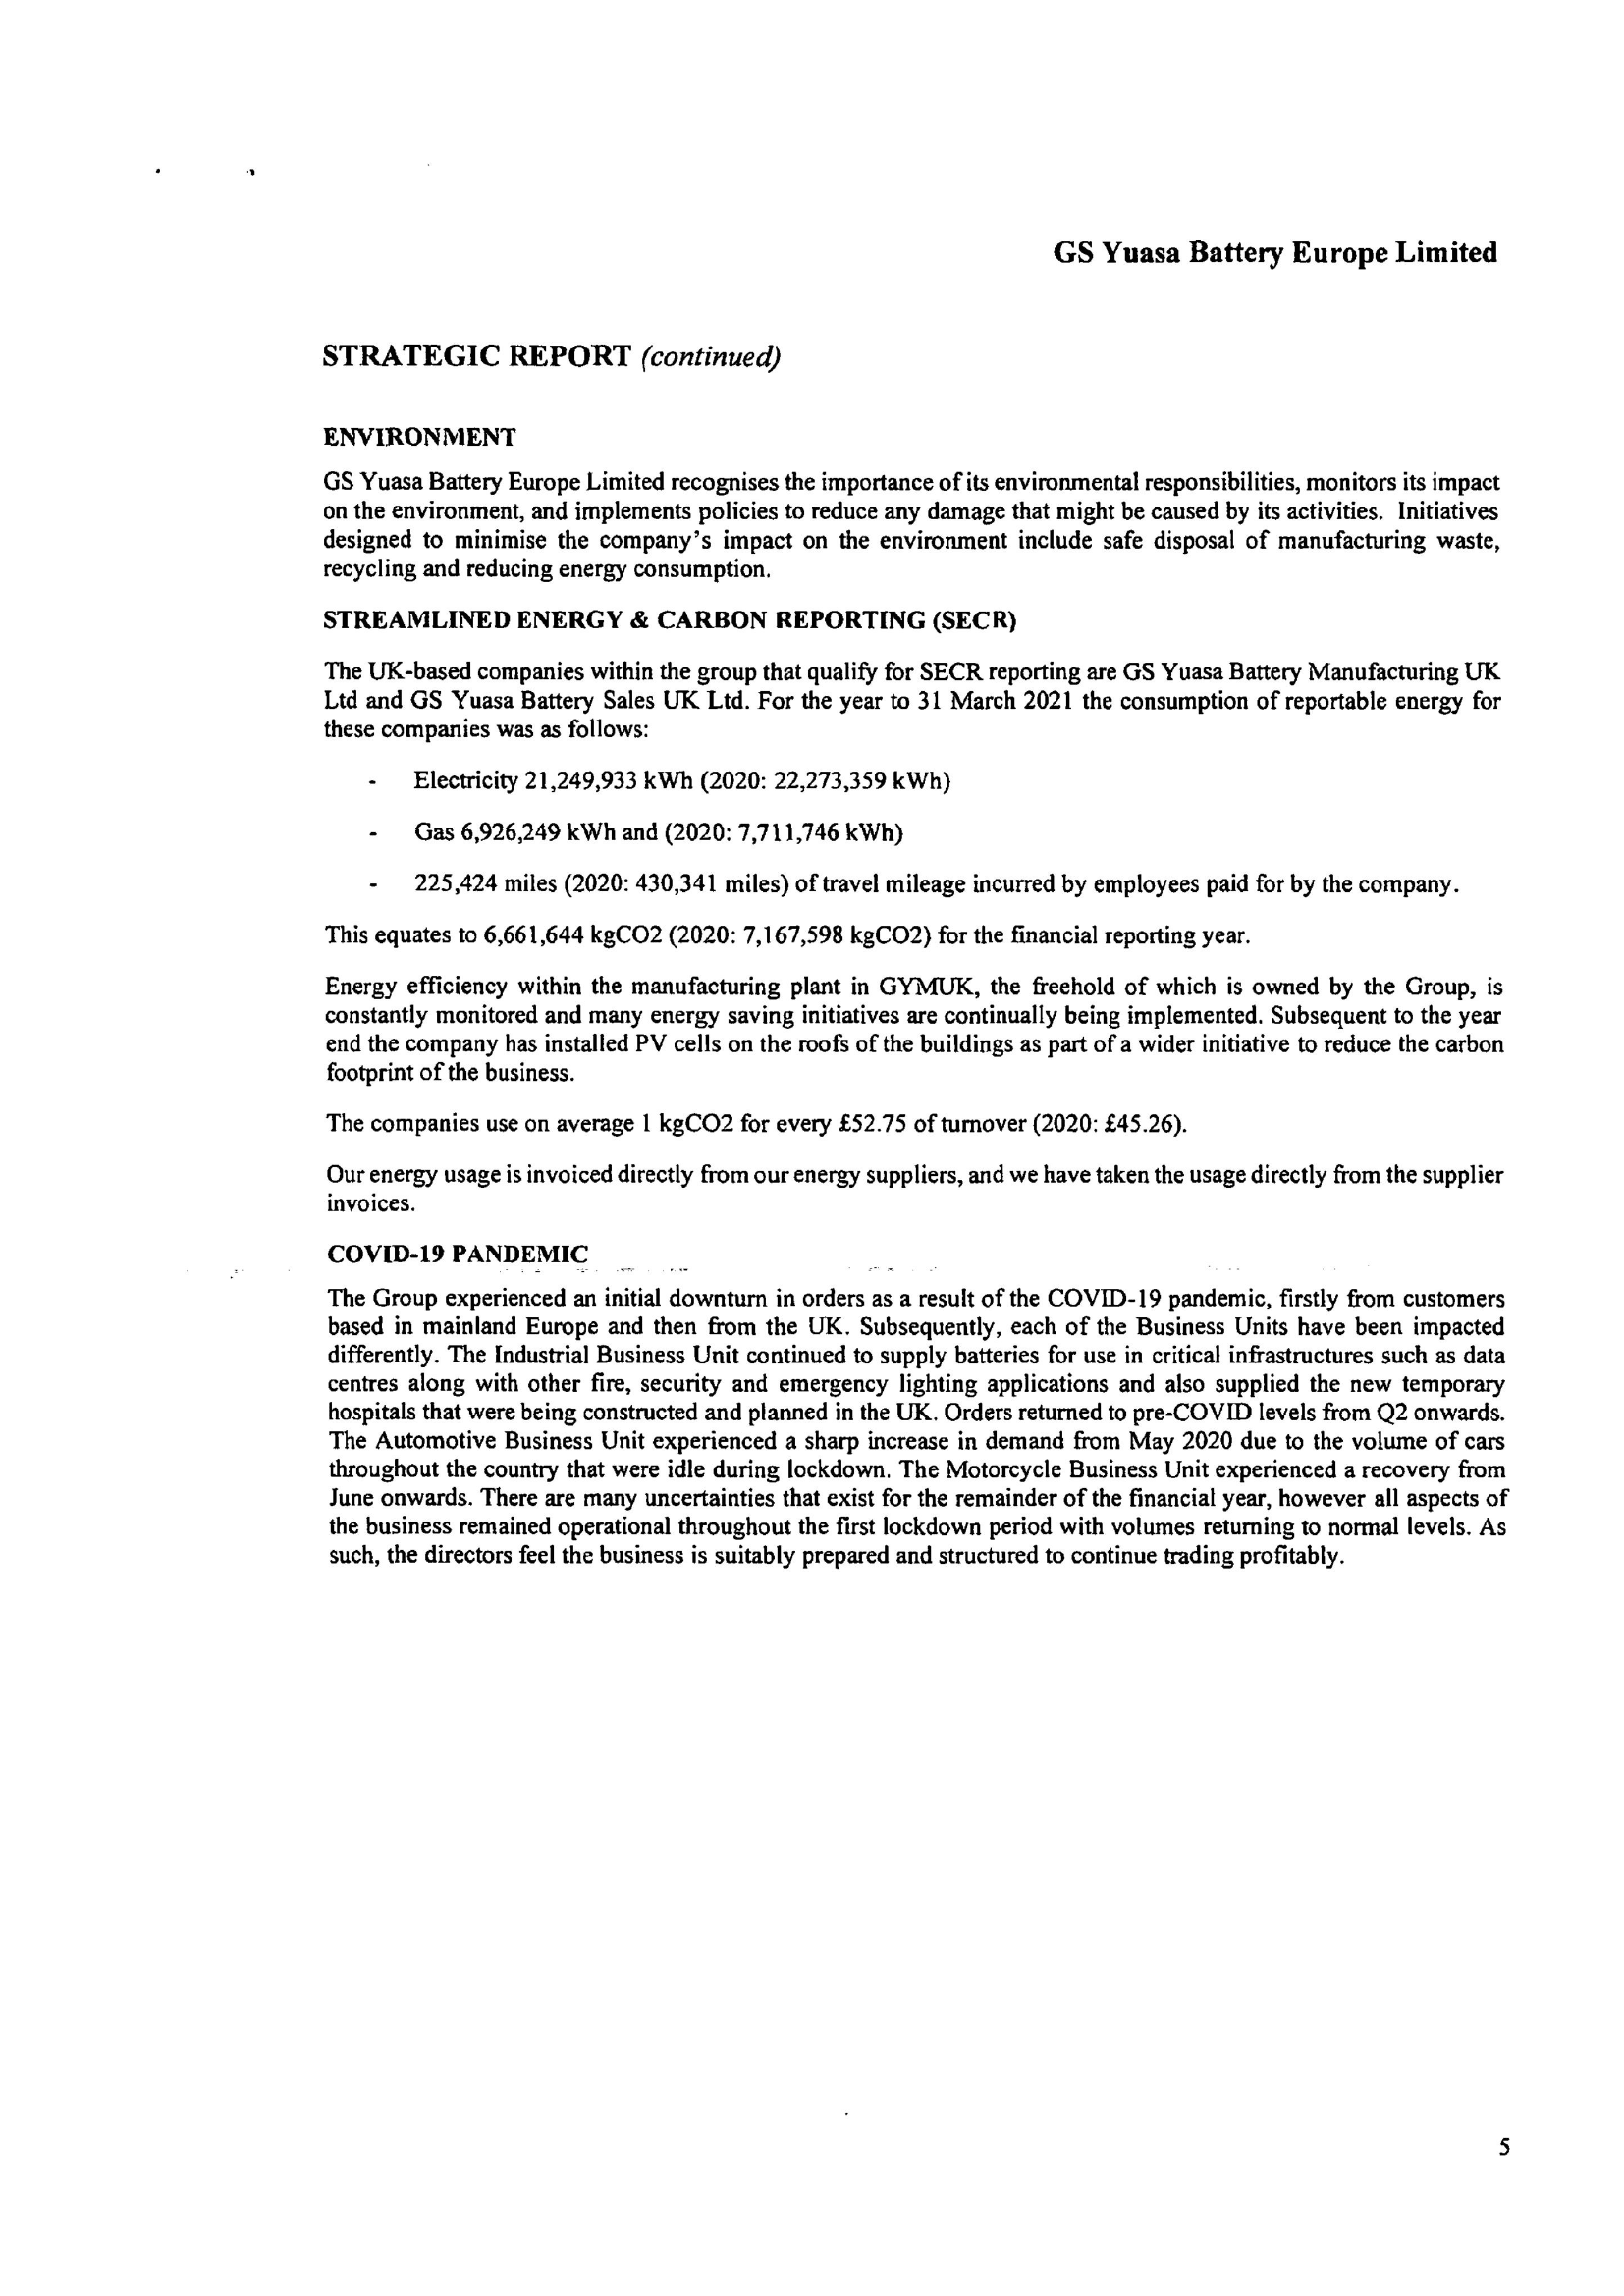 GS Yuasa Battery Europe Limited
STRATEGIC REPORT (continued)
ENVIRONMENT
GS Yuasa Battery Europe Limited recognises the importance of its environmental responsibilities, monitors its impact
on the environment, and implements policies to reduce any damage that might be caused by its activities. Initiatives
designed to minimise the company's impact on the environment include safe disposal of manufacturing waste,
recycling and reducing energy consumption.
STREAMLINED ENERGY & CARBON REPORTING (SECR)
The UK-based companies within the group that qualify for SECR reporting are GS Yuasa Battery Manufacturing UK
Ltd and GS Yuasa Battery Sales UK Ltd. For the year to 31 March 2021 the consumption of reportable energy for
these companies was as follows:
- Electricity 21,249,933 kWh (2020: 22,273,359 kWh)
- Gas 6,926,249 kWh and (2020: 7,711,746 kWh)
- 225,424 miles (2020: 430,341 miles) of travel mileage incurred by employees paid for by the company.
This equates to 6,661,644 kgCO2 (2020: 7,167,598 kgCO2) for the financial reporting year.
Energy efficiency within the manufacturing plant in GYMUK, the freehold of which is owned by the Group, is
constantly monitored and many energy saving initiatives are continually being implemented. Subsequent to the year
end the company has installed PV cells on the roofs of the buildings as part of a wider initiative to reduce the carbon
footprint of the business.
The companies use on average 1 kgCO2 for every £52.75 of turnover (2020: £45.26).
Our energy usage is invoiced directly from our energy suppliers, and we have taken the usage directly from the supplier
invoices.
COVID-19 PANDEMIC
The Group experienced an initial downturn in orders as a result of the COVID-19 pandemic, firstly from customers
based in mainland Europe and then from the UK. Subsequently, each of the Business Units have been impacted
differently. The Industrial Business Unit continued to supply batteries for use in critical infrastructures such as data
centres along with other fire, security and emergency lighting applications and also supplied the new temporary
hospitals that were being constructed and planned in the UK. Orders returned to pre-COVID levels from Q2 onwards.
The Automotive Business Unit experienced a sharp increase in demand from May 2020 due to the volume of cars
throughout the country that were idle during lockdown. The Motorcycle Business Unit experienced a recovery from
June onwards. There are many uncertainties that exist for the remainder of the financial year, however all aspects of
the business remained operational throughout the first lockdown period with volumes returning to normal levels. As
such, the directors feel the business is suitably prepared and structured to continue trading profitably.
5